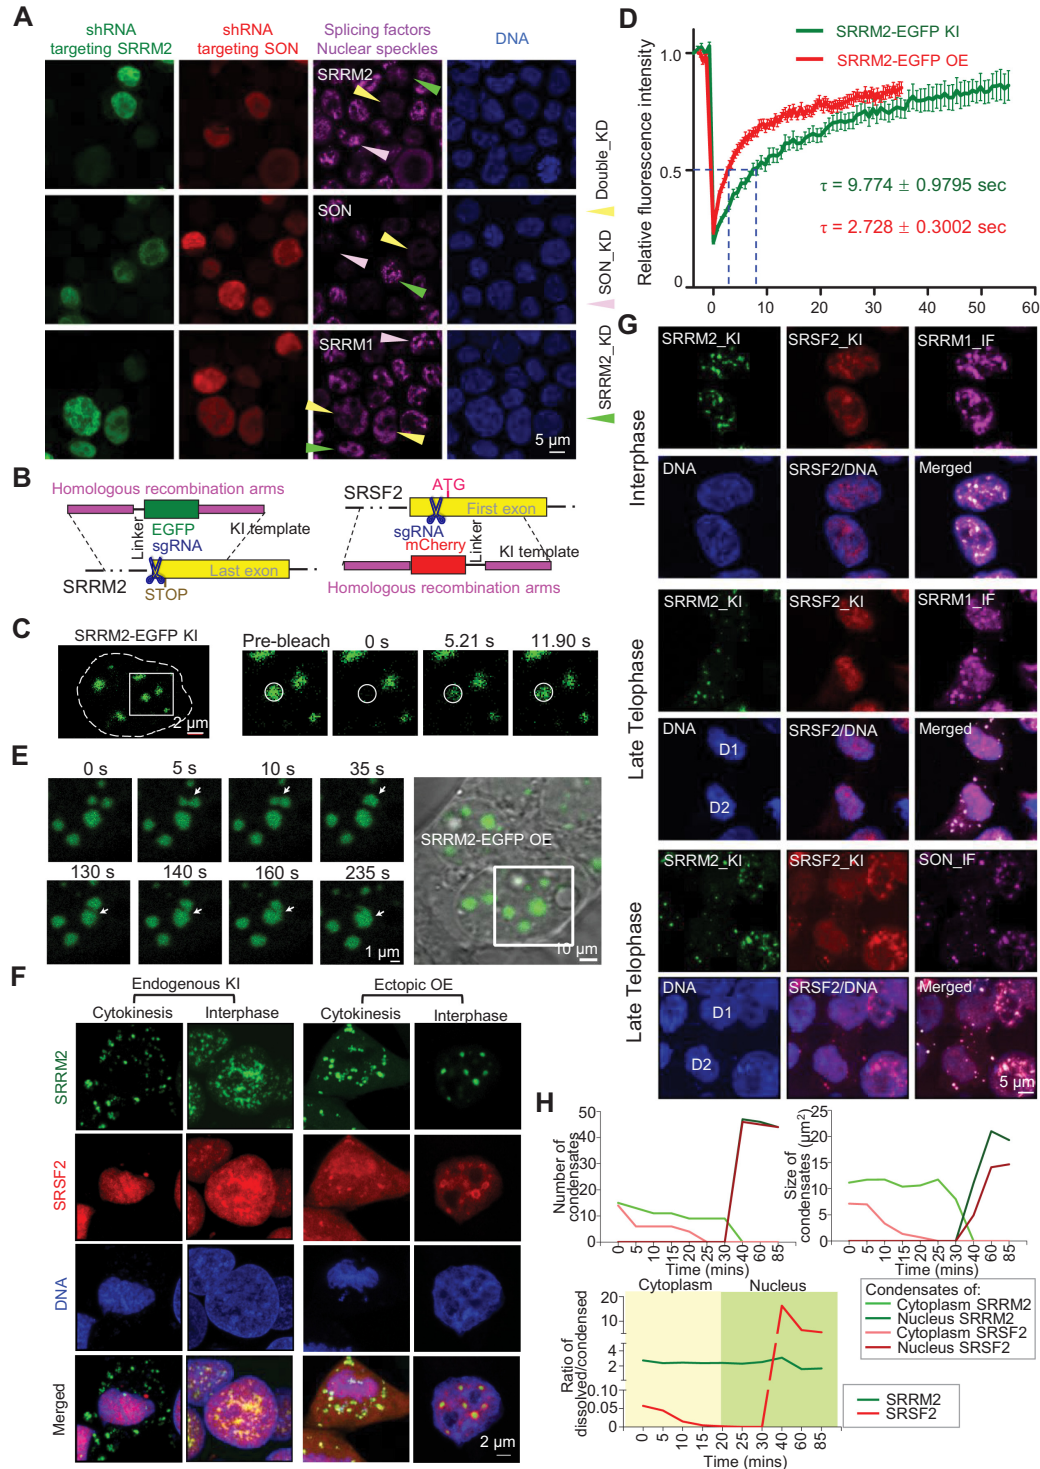 A
shRNA
targeting SRRM2
shRNA
targeting SON
Splicing factors
Nuclear speckles
DNA
SRRM2
SON
SRRM1
5 µm
Double_KD
SON_KD
SRRM2_KD
B
Homologous recombination arms
Linker
EGFP
KI template
sgRNA
SRRM2
Last exon
STOP
SRSF2
ATG
First exon
sgRNA
mCherry
Linker
KI template
Homologous recombination arms
C
SRRM2-EGFP KI
2 µm
Pre-bleach
0 s
5.21 s
11.90 s
D
SRRM2-EGFP KI
SRRM2-EGFP OE
Relative fluorescence intensity
1.0
0.5
0
τ = 9.774 ± 0.9795 sec
τ = 2.728 ± 0.3002 sec
0 10 20 30 40 50 60
E
0 s 5 s 10 s 35 s
130 s 140 s 160 s 235 s
1 µm
SRRM2-EGFP OE
10 µm
F
Endogenous KI
Ectopic OE
Cytokinesis Interphase Cytokinesis Interphase
SRRM2
SRSF2
DNA
Merged
2 µm
G
Interphase
SRRM2_KI SRSF2_KI SRRM1_IF
DNA SRSF2/DNA Merged
Late Telophase
SRRM2_KI SRSF2_KI SRRM1_IF
DNA SRSF2/DNA Merged
D1
D2
Late Telophase
SRRM2_KI SRSF2_KI SON_IF
DNA SRSF2/DNA Merged
D1
D2
5 µm
H
Number of
condensates
50
40
30
20
10
0
0 5 10 15 20 25 30 40 60 85
Time (mins)
Size of
condensates (µm²)
25
20
15
10
5
0
0 5 10 15 20 25 30 40 60 85
Time (mins)
Cytoplasm Nucleus
Ratio of
dissolved/condensed
20
10
4
2
0.10
0.05
0
0 5 10 15 20 25 30 40 60 85
Time (mins)
Condensates of:
Cytoplasm SRRM2
Nucleus SRRM2
Cytoplasm SRSF2
Nucleus SRSF2
SRRM2
SRSF2